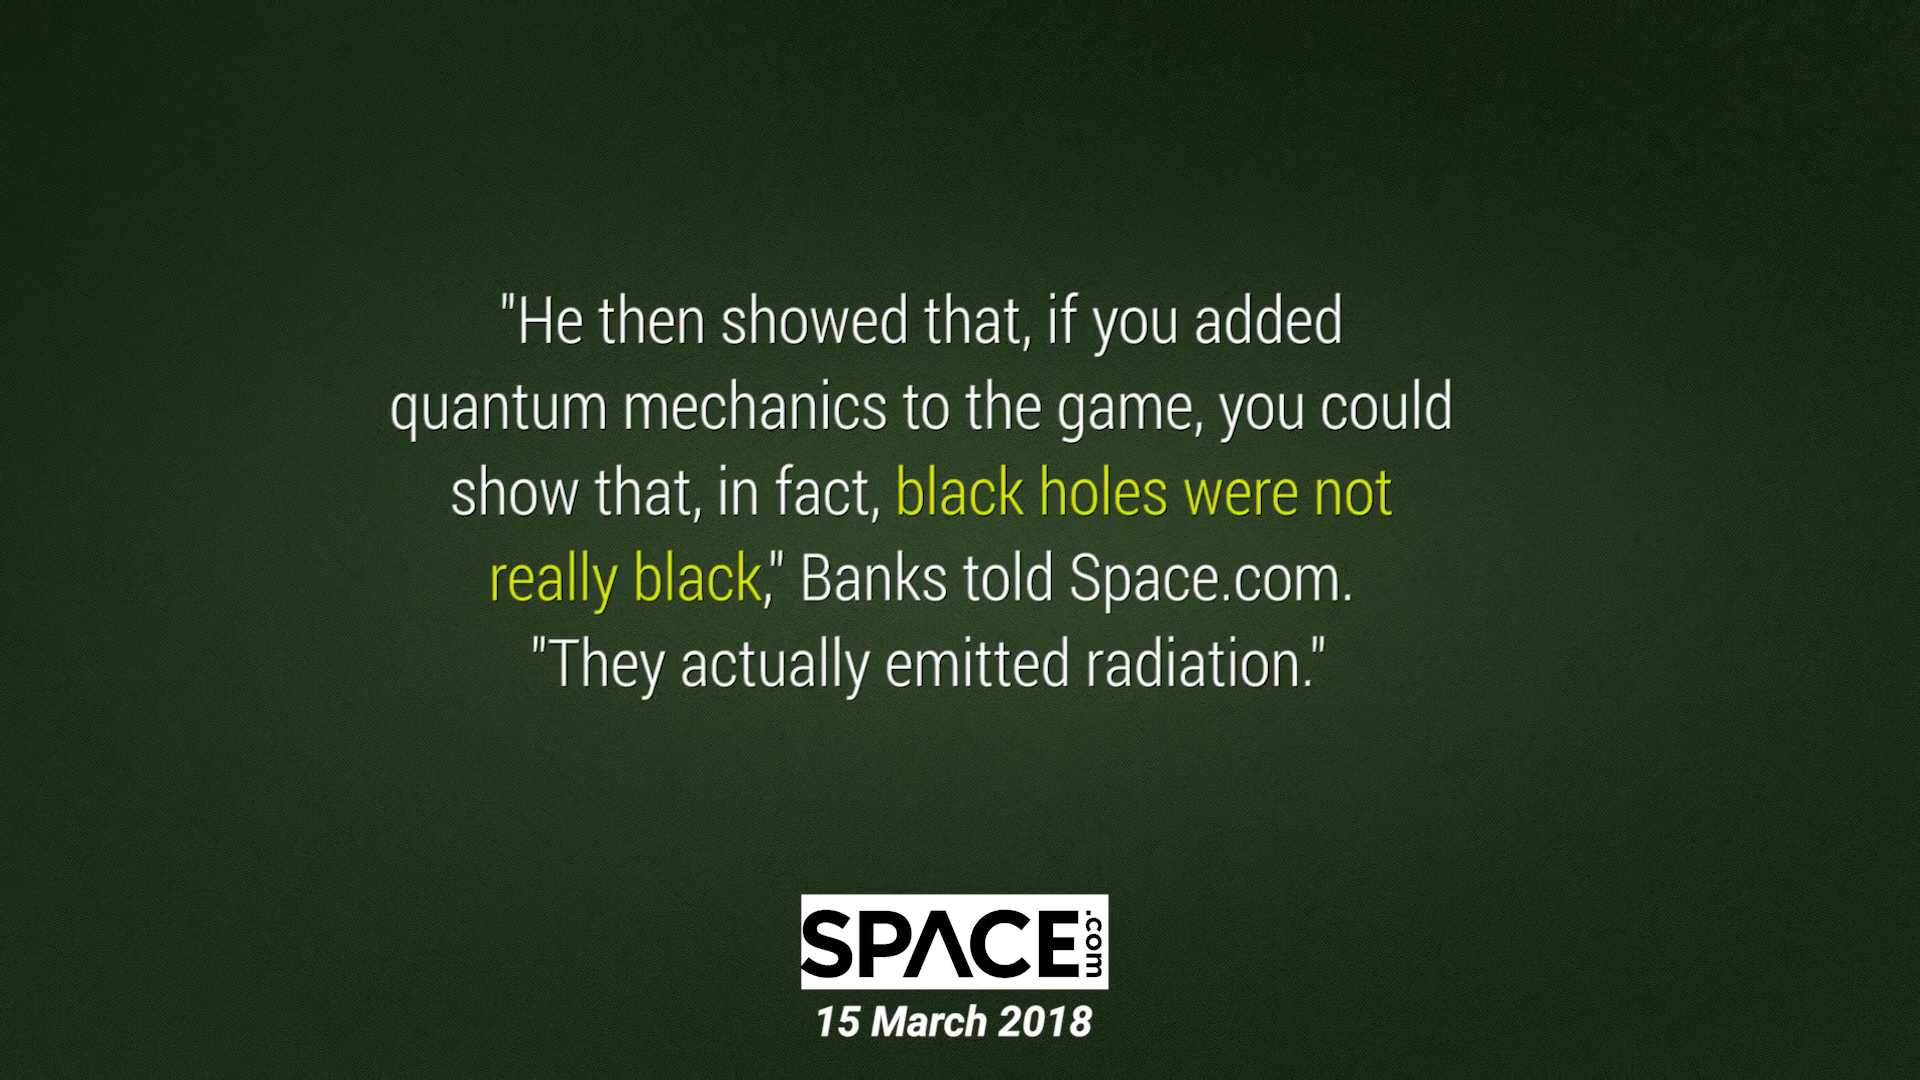 "He then showed that, if you added
quantum mechanics to the game, you could
show that, in fact, black holes were not
really black," Banks told Space.com.
"They actually emitted radiation."
SPACE.com
15 March 2018